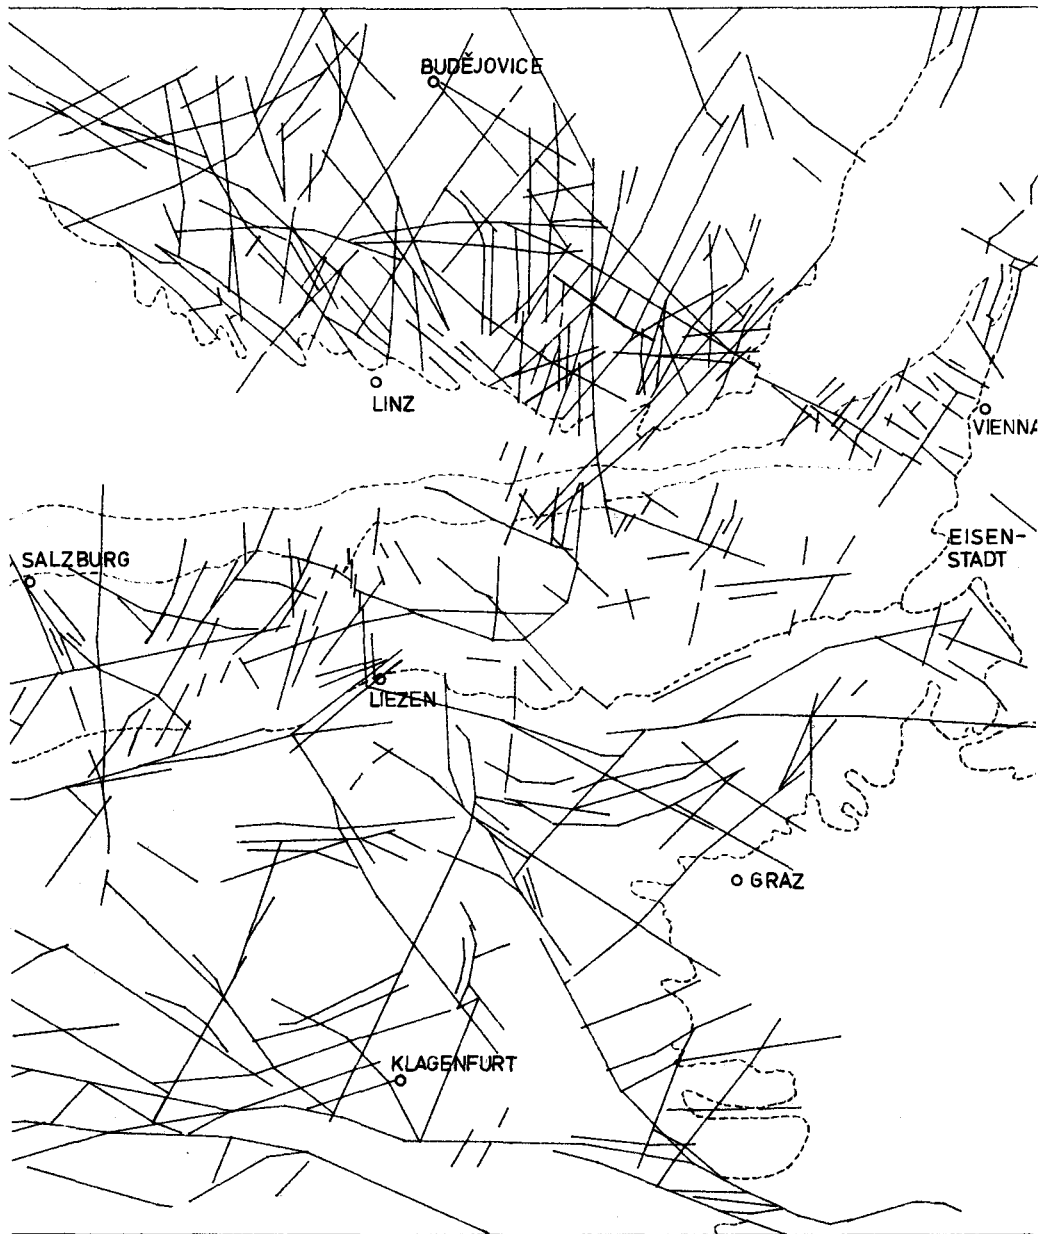 BUDĚJOVICE
LINZ
VIENNA
EISEN-
STADT
SALZBURG
LIEZEN
GRAZ
KLAGENFURT